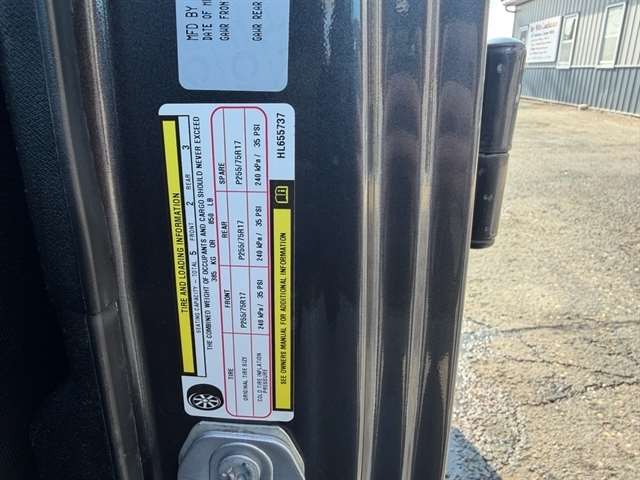 MFD BY
DATE OF M
GAWR FRON
GAWR REAR
TIRE AND LOADING INFORMATION
SEATING CAPACITY - TOTAL 5 FRONT 2 REAR 3
THE COMBINED WEIGHT OF OCCUPANTS AND CARGO SHOULD NEVER EXCEED
385 KG OR 850 LB
TIRE FRONT REAR SPARE
ORIGINAL TIRE SIZE P255/75R17 P255/75R17 P255/75R17
COLD TIRE INFLATION PRESSURE 240 kPa/ 35 PSI 240 kPa/ 35 PSI 240 kPa/ 35 PSI
SEE OWNERS MANUAL FOR ADDITIONAL INFORMATION
HL655737